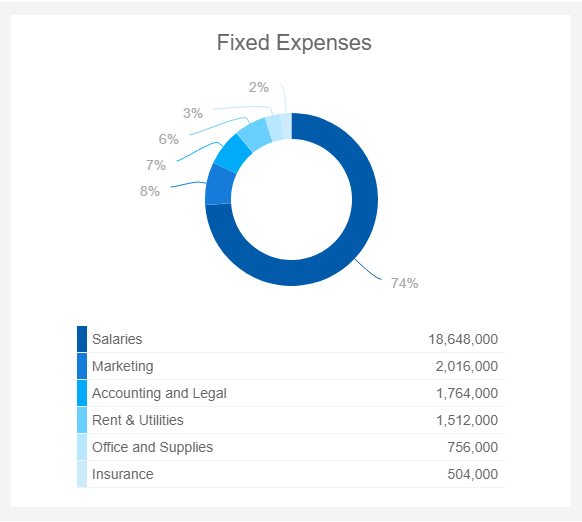 Fixed Expenses
2%
3%
6%
7%
8%
74%
Salaries 18,648,000
Marketing 2,016,000
Accounting and Legal 1,764,000
Rent & Utilities 1,512,000
Office and Supplies 756,000
Insurance 504,000